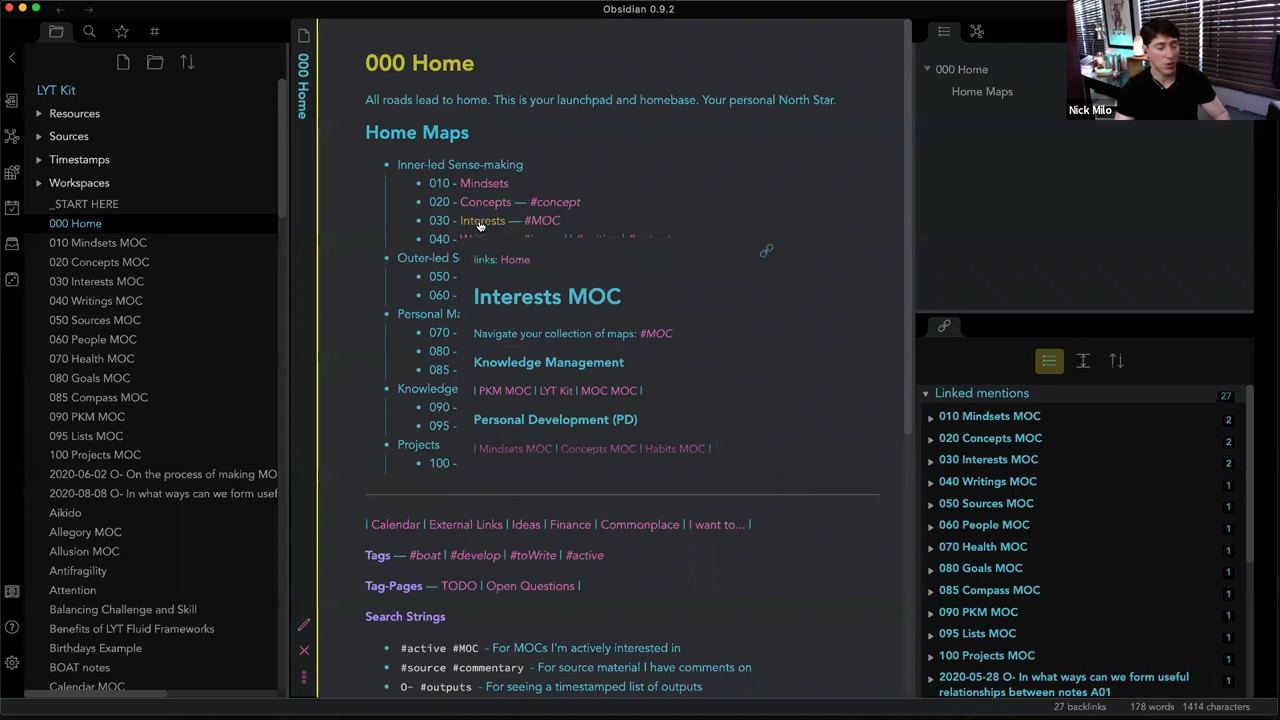 Obsidian 0.9.2
LYT Kit
Resources
Sources
Timestamps
Workspaces
_START HERE
000 Home
010 Mindsets MOC
020 Concepts MOC
030 Interests MOC
040 Writings MOC
050 Sources MOC
060 People MOC
070 Health MOC
080 Goals MOC
085 Compass MOC
090 PKM MOC
095 Lists MOC
100 Projects MOC
2020-06-02 O- On the process of making MO
2020-08-08 O- In what ways can we form usef
Aikido
Allegory MOC
Allusion MOC
Antifragility
Attention
Balancing Challenge and Skill
Benefits of LYT Fluid Frameworks
Birthdays Example
BOAT notes
Calendar MOC
000 Home
000 Home
All roads lead to home. This is your launchpad and homebase. Your personal North Star.
Home Maps
• Inner-led Sense-making
• 010 - Mindsets
• 020 - Concepts — #concept
• 030 - Interests — #MOC
• 040 -
• Outer-led S
• 050 -
• 060 -
• Personal Ma
• 070 -
• 080 -
• 085 -
• Knowledge
• 090 -
• 095 -
• Projects
• 100 -
links: Home
Interests MOC
Navigate your collection of maps: #MOC
Knowledge Management
| PKM MOC | LYT Kit | MOC MOC |
Personal Development (PD)
| Mindsets MOC | Concepts MOC | Habits MOC |
| Calendar | External Links | Ideas | Finance | Commonplace | I want to... |
Tags — #boat | #develop | #toWrite | #active
Tag-Pages — TODO | Open Questions |
Search Strings
• #active #MOC - For MOCs I'm actively interested in
• #source #commentary - For source material I have comments on
• O- #outputs - For seeing a timestamped list of outputs
000 Home
Home Maps
Nick Milo
Linked mentions 27
010 Mindsets MOC 2
020 Concepts MOC 2
030 Interests MOC 2
040 Writings MOC 1
050 Sources MOC 1
060 People MOC 1
070 Health MOC 1
080 Goals MOC 1
085 Compass MOC 1
090 PKM MOC 1
095 Lists MOC 1
100 Projects MOC 1
2020-05-28 O- In what ways can we form useful 1
relationships between notes A01
27 backlinks 178 words 1414 characters